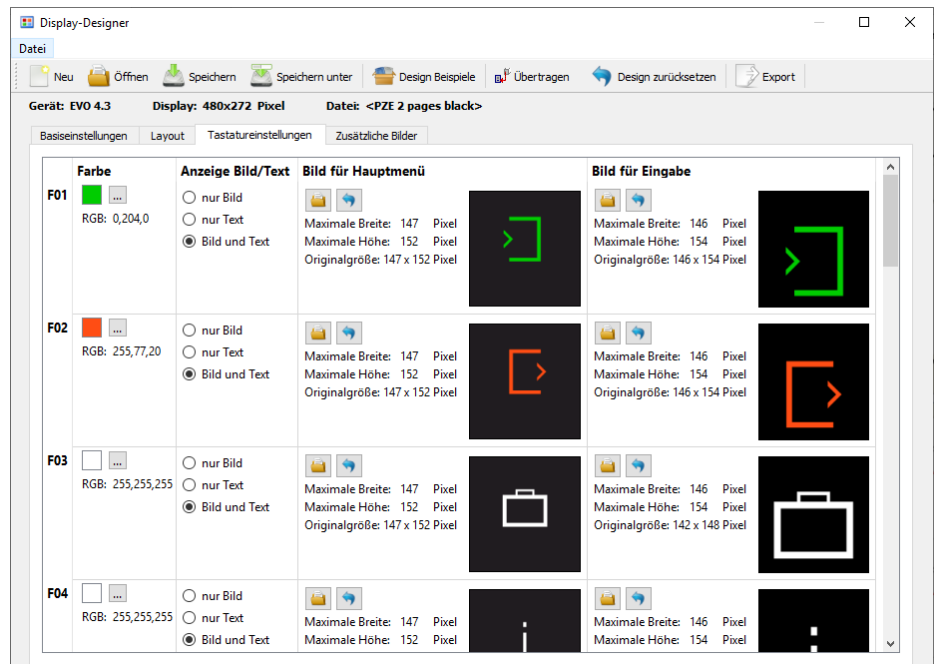 Display-Designer
Datei
Neu Öffnen Speichern Speichern unter Design Beispiele Übertragen Design zurücksetzen Export
Gerät: EVO 4.3 Display: 480x272 Pixel Datei: <PZE 2 pages black>
Basiseinstellungen Layout Tastatureinstellungen Zusätzliche Bilder
Farbe Anzeige Bild/Text Bild für Hauptmenü Bild für Eingabe
F01 ... nur Bild
RGB: 0,204,0 nur Text Maximale Breite: 147 Pixel Maximale Breite: 146 Pixel
Bild und Text Maximale Höhe: 152 Pixel Maximale Höhe: 154 Pixel
Originalgröße: 147 x 152 Pixel Originalgröße: 146 x 154 Pixel
F02 ... nur Bild
RGB: 255,77,20 nur Text Maximale Breite: 147 Pixel Maximale Breite: 146 Pixel
Bild und Text Maximale Höhe: 152 Pixel Maximale Höhe: 154 Pixel
Originalgröße: 147 x 152 Pixel Originalgröße: 146 x 154 Pixel
F03 ... nur Bild
RGB: 255,255,255 nur Text Maximale Breite: 147 Pixel Maximale Breite: 146 Pixel
Bild und Text Maximale Höhe: 152 Pixel Maximale Höhe: 154 Pixel
Originalgröße: 147 x 152 Pixel Originalgröße: 142 x 148 Pixel
F04 ... nur Bild
RGB: 255,255,255 nur Text Maximale Breite: 147 Pixel Maximale Breite: 146 Pixel
Bild und Text Maximale Höhe: 152 Pixel Maximale Höhe: 154 Pixel